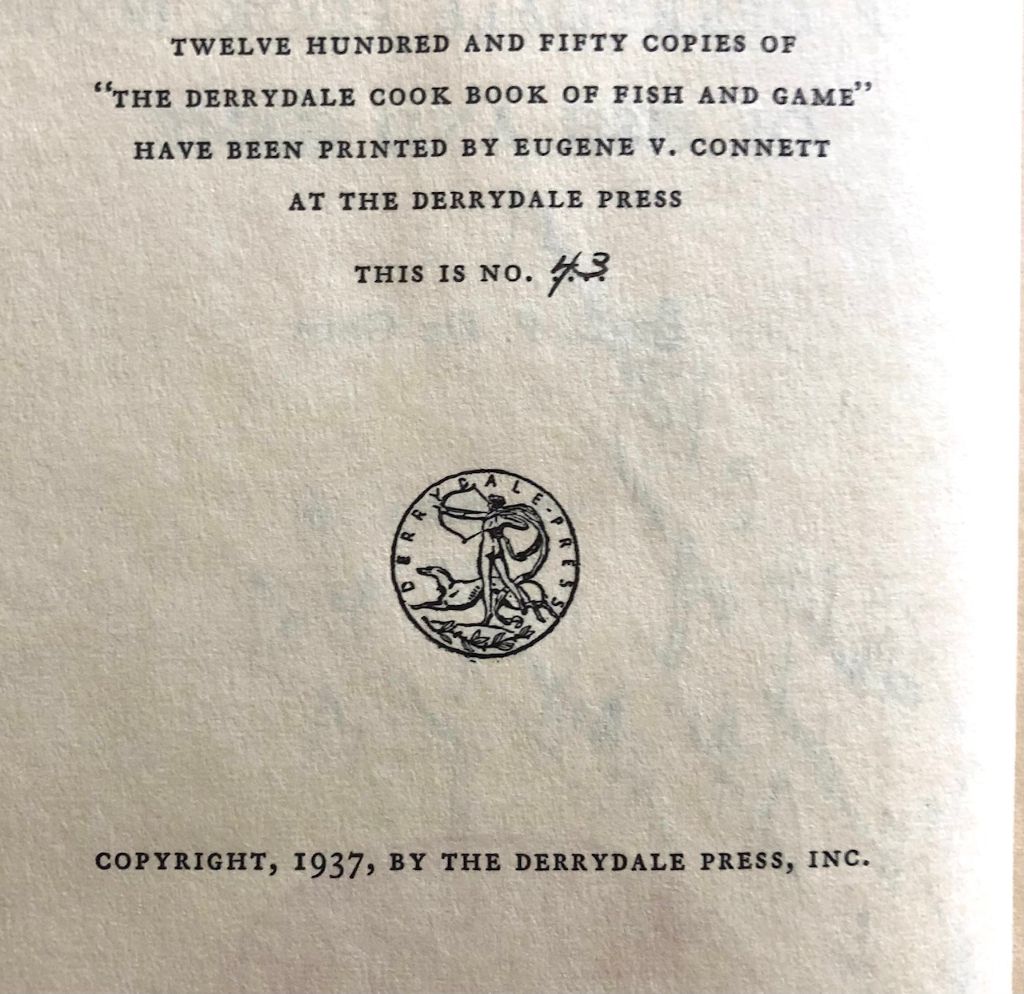 TWELVE HUNDRED AND FIFTY COPIES OF
“THE DERRYDALE COOK BOOK OF FISH AND GAME”
HAVE BEEN PRINTED BY EUGENE V. CONNETT
AT THE DERRYDALE PRESS
THIS IS NO. 43
DERRYDALE·PRESS
COPYRIGHT, 1937, BY THE DERRYDALE PRESS, INC.